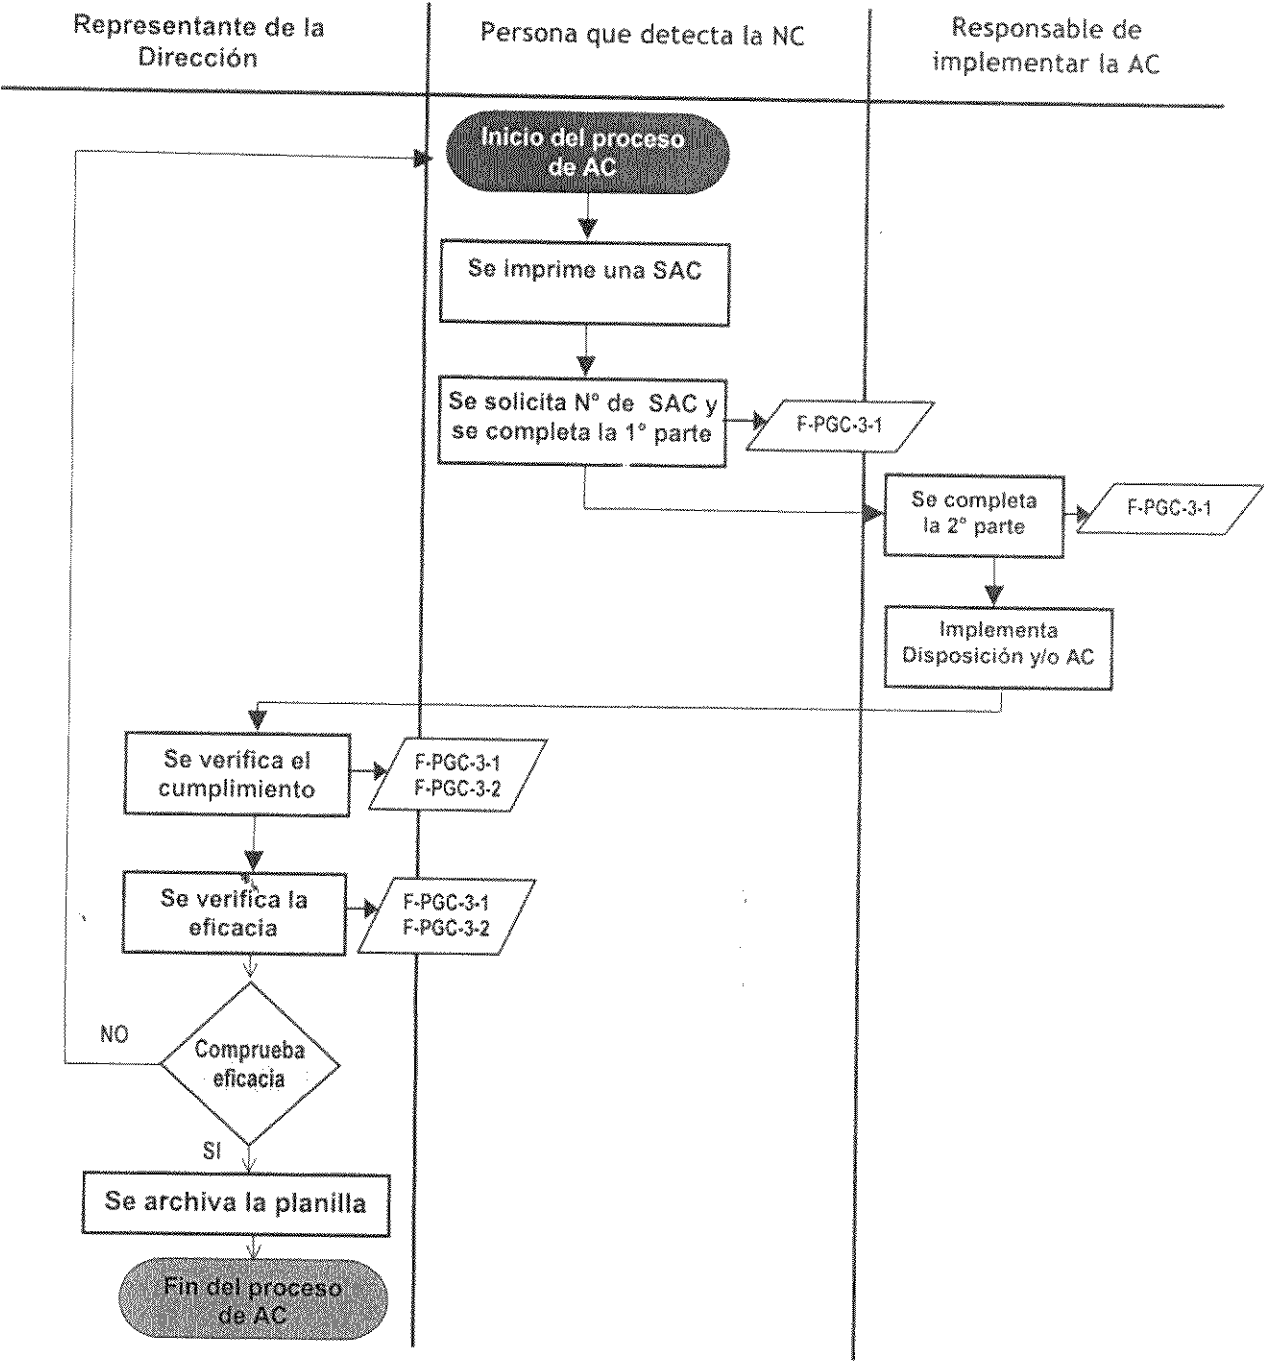 Representante de la
Dirección
Persona que detecta la NC
Responsable de
implementar la AC
Inicio del proceso
de AC
Se imprime una SAC
Se solicita N° de SAC y
se completa la 1° parte
F-PGC-3-1
Se completa
la 2° parte
F-PGC-3-1
Implementa
Disposición y/o AC
Se verifica el
cumplimiento
F-PGC-3-1
F-PGC-3-2
Se verifica la
eficacia
F-PGC-3-1
F-PGC-3-2
NO
Comprueba
eficacia
SI
Se archiva la planilla
Fin del proceso
de AC